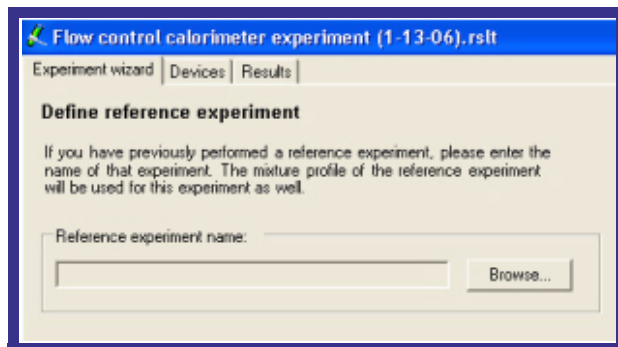 Flow control calorimeter experiment (1-13-06).rslt
Experiment wizard Devices Results
Define reference experiment
If you have previously performed a reference experiment, please enter the
name of that experiment. The mixture profile of the reference experiment
will be used for this experiment as well.
Reference experiment name:
Browse...